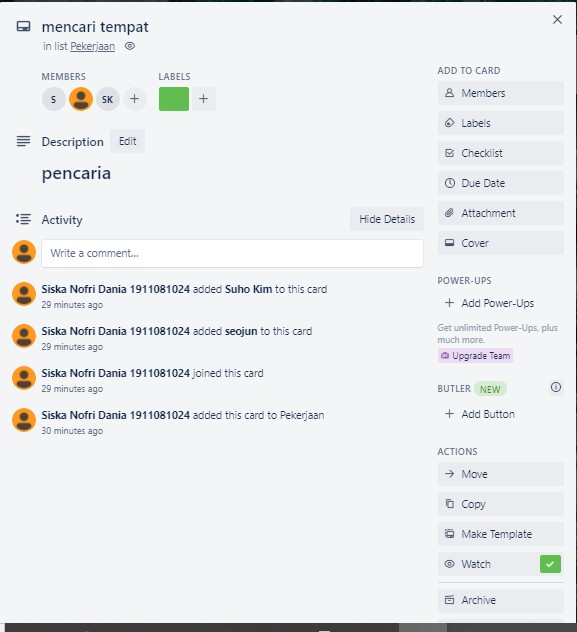 mencari tempat
in list Pekerjaan
MEMBERS
LABELS
S
SK
Description
Edit
pencaria
Activity
Hide Details
Write a comment...
Siska Nofri Dania 1911081024 added Suho Kim to this card
29 minutes ago
Siska Nofri Dania 1911081024 added seojun to this card
29 minutes ago
Siska Nofri Dania 1911081024 joined this card
29 minutes ago
Siska Nofri Dania 1911081024 added this card to Pekerjaan
30 minutes ago
ADD TO CARD
Members
Labels
Checklist
Due Date
Attachment
Cover
POWER-UPS
+ Add Power-Ups
Get unlimited Power-Ups, plus
much more.
Upgrade Team
BUTLER NEW
+ Add Button
ACTIONS
Move
Copy
Make Template
Watch
Archive